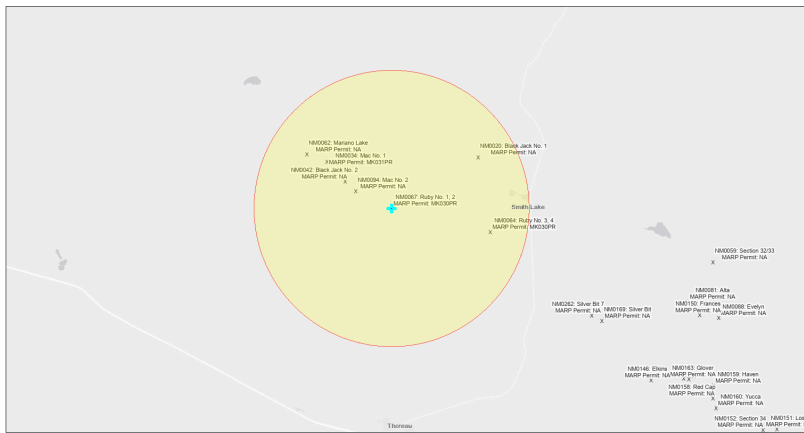 NM0062: Mariano Lake
MARP Permit: NA
NM0034: Mac No. 1
MARP Permit: MK031PR
NM0042: Black Jack No. 2
MARP Permit: NA
NM0094: Mac No. 2
MARP Permit: NA
NM0020: Black Jack No. 1
MARP Permit: NA
NM0067: Ruby No. 1, 2
MARP Permit: MK030PR
Smith Lake
NM0064: Ruby No. 3, 4
MARP Permit: MK030PR
NM0059: Section 32/33
MARP Permit: NA
NM0081: Alta
MARP Permit: NA
NM0150: Frances
MARP Permit: NA
NM0088: Evelyn
MARP Permit: NA
NM0262: Silver Bit 7
MARP Permit: NA
NM0169: Silver Bit
MARP Permit: NA
NM0146: Elkins
MARP Permit: NA
NM0163: Glover
MARP Permit: NA
NM0159: Haven
MARP Permit: NA
NM0158: Red Cap
MARP Permit: NA
NM0160: Yucca
MARP Permit: NA
NM0152: Section 34
MARP Permit: NA
NM0151: Los
MARP Permit:
Thoreau